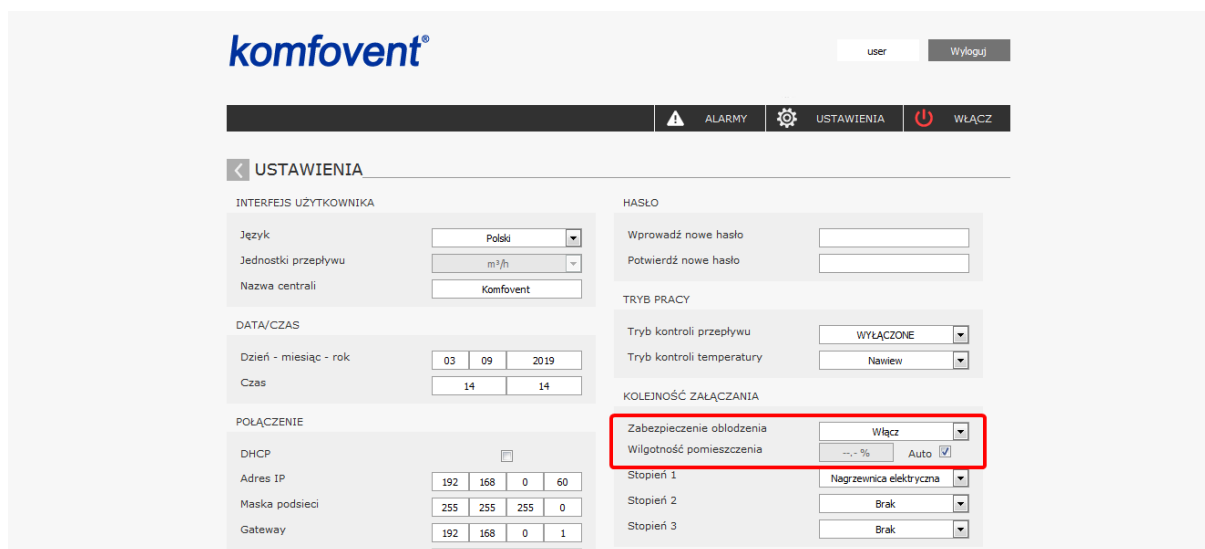 komfovent®
user
Wyloguj
ALARMY
USTAWIENIA
WŁĄCZ
USTAWIENIA
INTERFEJS UŻYTKOWNIKA
Język Polski
Jednostki przepływu m³/h
Nazwa centrali Komfovent
DATA/CZAS
Dzień - miesiąc - rok 03 09 2019
Czas 14 14
POŁĄCZENIE
DHCP
Adres IP 192 168 0 60
Maska podsieci 255 255 255 0
Gateway 192 168 0 1
HASŁO
Wprowadź nowe hasło
Potwierdź nowe hasło
TRYB PRACY
Tryb kontroli przepływu WYŁĄCZONE
Tryb kontroli temperatury Nawiew
KOLEJNOŚĆ ZAŁĄCZANIA
Zabezpieczenie oblodzenia Włącz
Wilgotność pomieszczenia --.- % Auto
Stopień 1 Nagrzewnica elektryczna
Stopień 2 Brak
Stopień 3 Brak